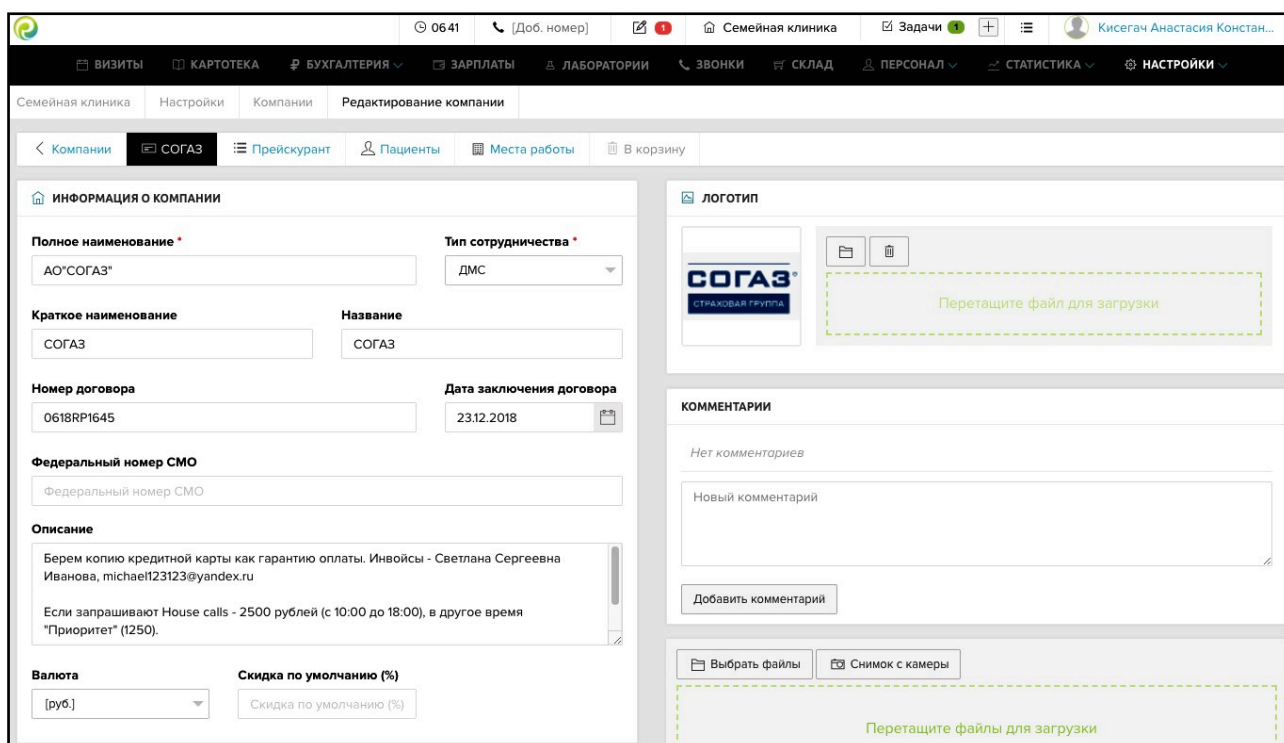 06 41
[Доб. номер]
1
Семейная клиника
Задачи 1
Кисегач Анастасия Констан...
ВИЗИТЫ
КАРТОТЕКА
БУХГАЛТЕРИЯ
ЗАРПЛАТЫ
ЛАБОРАТОРИИ
ЗВОНКИ
СКЛАД
ПЕРСОНАЛ
СТАТИСТИКА
НАСТРОЙКИ
Семейная клиника
Настройки
Компании
Редактирование компании
Компании
СОГАЗ
Прейскурант
Пациенты
Места работы
В корзину
ИНФОРМАЦИЯ О КОМПАНИИ
Полное наименование *
Тип сотрудничества *
АО"СОГАЗ"
ДМС
Краткое наименование
Название
СОГАЗ
СОГАЗ
Номер договора
Дата заключения договора
0618RP1645
23.12.2018
Федеральный номер СМО
Федеральный номер СМО
Описание
Берем копию кредитной карты как гарантию оплаты. Инвойсы - Светлана Сергеевна
Иванова, michael123123@yandex.ru
Если запрашивают House calls - 2500 рублей (с 10:00 до 18:00), в другое время
"Приоритет" (1250).
Валюта
Скидка по умолчанию (%)
[руб.]
Скидка по умолчанию (%)
ЛОГОТИП
СОГАЗ®
СТРАХОВАЯ ГРУППА
Перетащите файл для загрузки
КОММЕНТАРИИ
Нет комментариев
Новый комментарий
Добавить комментарий
Выбрать файлы
Снимок с камеры
Перетащите файлы для загрузки